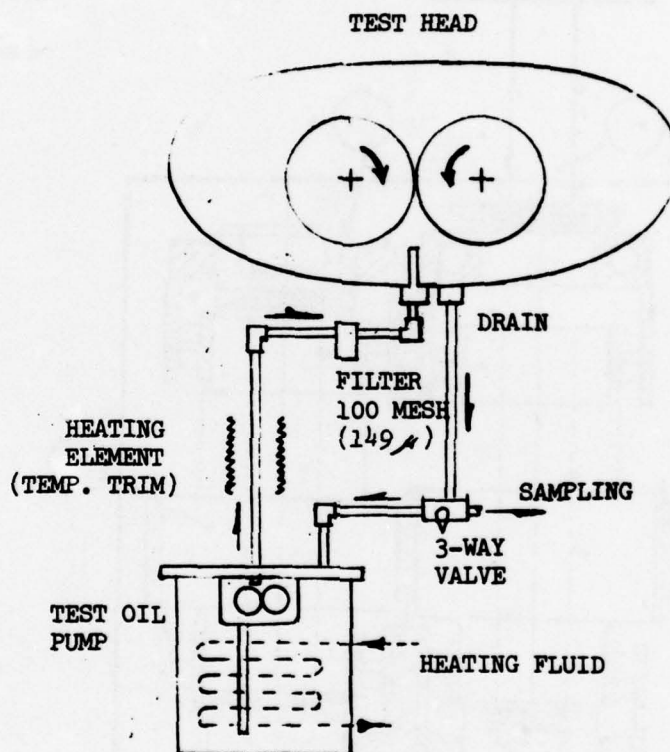 TEST HEAD
DRAIN
FILTER
100 MESH
(149 μ)
HEATING
ELEMENT
(TEMP. TRIM)
SAMPLING
3-WAY
VALVE
TEST OIL
PUMP
HEATING FLUID